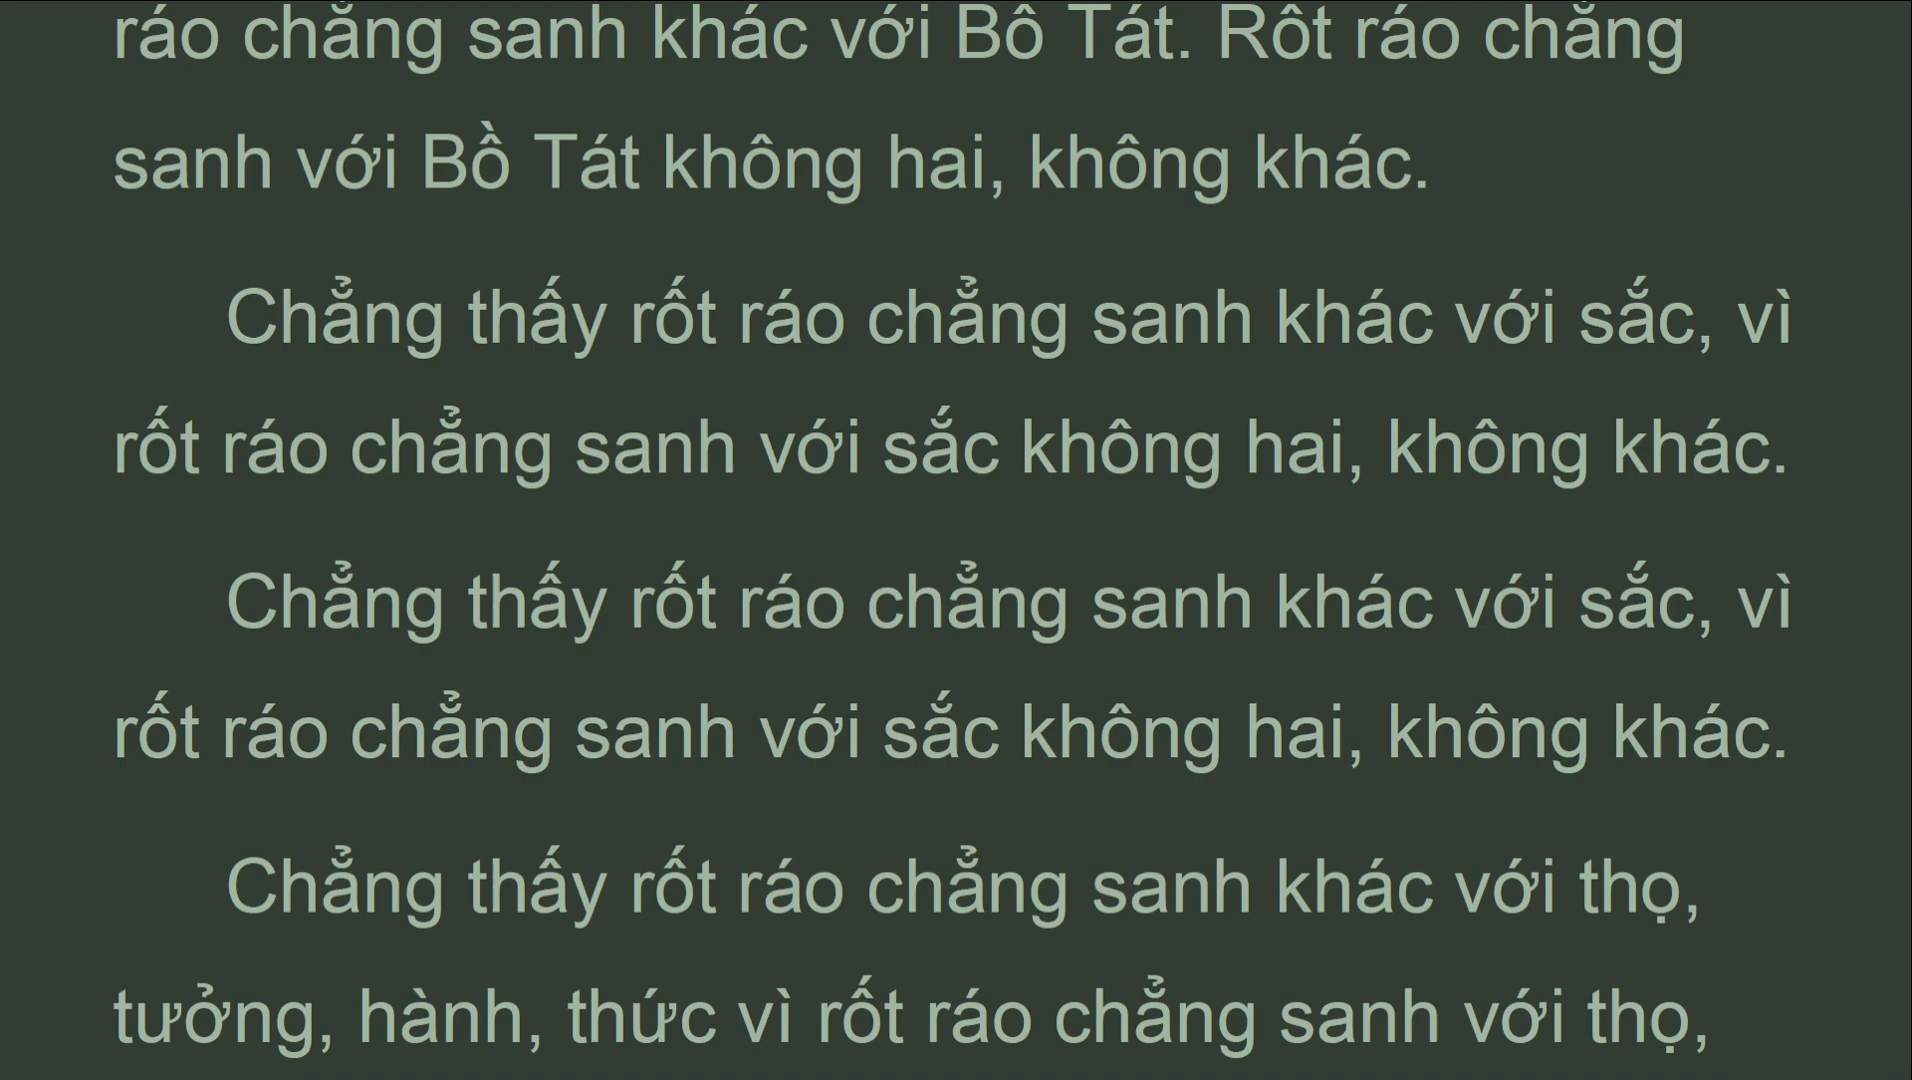 ráo chẳng sanh khác với Bồ Tát. Rốt ráo chẳng
sanh với Bồ Tát không hai, không khác.
Chẳng thấy rốt ráo chẳng sanh khác với sắc, vì
rốt ráo chẳng sanh với sắc không hai, không khác.
Chẳng thấy rốt ráo chẳng sanh khác với sắc, vì
rốt ráo chẳng sanh với sắc không hai, không khác.
Chẳng thấy rốt ráo chẳng sanh khác với thọ,
tưởng, hành, thức vì rốt ráo chẳng sanh với thọ,